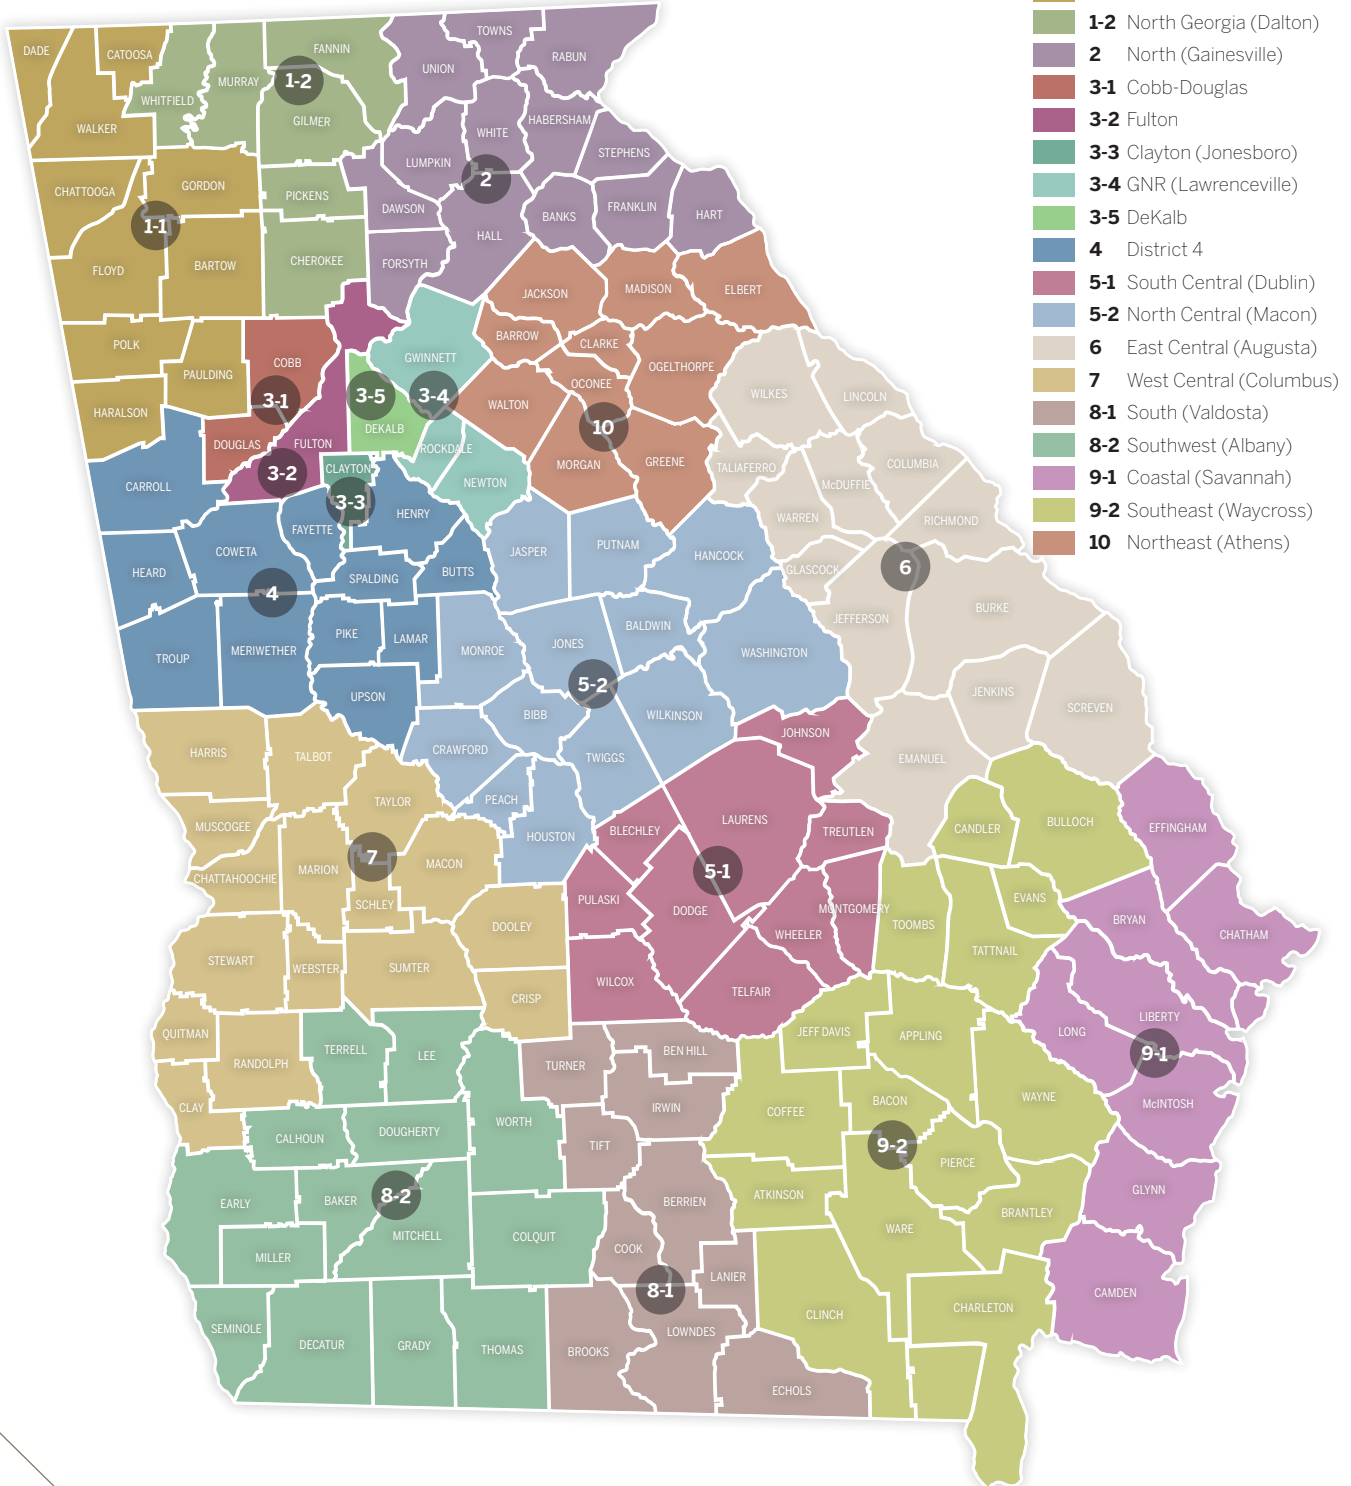 1-2 North Georgia (Dalton)
2 North (Gainesville)
3-1 Cobb-Douglas
3-2 Fulton
3-3 Clayton (Jonesboro)
3-4 GNR (Lawrenceville)
3-5 DeKalb
4 District 4
5-1 South Central (Dublin)
5-2 North Central (Macon)
6 East Central (Augusta)
7 West Central (Columbus)
8-1 South (Valdosta)
8-2 Southwest (Albany)
9-1 Coastal (Savannah)
9-2 Southeast (Waycross)
10 Northeast (Athens)
DADE
CATOOSA
WHITFIELD
MURRAY
FANNIN
1-2
GILMER
WALKER
UNION
TOWNS
RABUN
WHITE
HABERSHAM
STEPHENS
LUMPKIN
2
CHATTOOGA
GORDON
1-1
PICKENS
DAWSON
BANKS
FRANKLIN
HART
HALL
FLOYD
BARTOW
CHEROKEE
FORSYTH
JACKSON
MADISON
ELBERT
POLK
PAULDING
COBB
GWINNETT
BARROW
CLARKE
OGELTHORPE
HARALSON
3-1
3-5
3-4
OCONEE
WALTON
10
WILKES
LINCOLN
DOUGLAS
FULTON
DEKALB
ROCKDALE
MORGAN
GREENE
TALIAFERRO
COLUMBIA
CARROLL
3-2
CLAYTON
3-3
NEWTON
McDUFFIE
WARREN
RICHMOND
FAYETTE
HENRY
COWETA
HEARD
4
SPALDING
BUTTS
JASPER
PUTNAM
HANCOCK
GLASCOCK
6
JEFFERSON
BURKE
TROUP
MERIWETHER
PIKE
LAMAR
MONROE
JONES
BALDWIN
WASHINGTON
5-2
UPSON
BIBB
WILKINSON
JENKINS
SCREVEN
HARRIS
TALBOT
CRAWFORD
TWIGGS
JOHNSON
EMANUEL
TAYLOR
PEACH
MUSCOGEE
HOUSTON
BLECHLEY
LAURENS
TREUTLEN
CANDLER
BULLOCH
EFFINGHAM
CHATTAHOOCHIE
MARION
7
MACON
SCHLEY
PULASKI
5-1
DODGE
MONTGOMERY
WHEELER
TOOMBS
EVANS
BRYAN
CHATHAM
STEWART
WEBSTER
SUMTER
DOOLEY
TATTNAIL
CRISP
WILCOX
TELFAIR
QUITMAN
RANDOLPH
TERRELL
LEE
TURNER
BEN HILL
JEFF DAVIS
APPLING
LONG
LIBERTY
9-1
CLAY
WORTH
IRWIN
COFFEE
BACON
WAYNE
McINTOSH
CALHOUN
DOUGHERTY
TIFT
9-2
PIERCE
EARLY
BAKER
8-2
MITCHELL
BERRIEN
ATKINSON
WARE
BRANTLEY
GLYNN
MILLER
COLQUIT
COOK
LANIER
8-1
CLINCH
CHARLETON
CAMDEN
SEMINOLE
DECATUR
GRADY
THOMAS
BROOKS
LOWNDES
ECHOLS